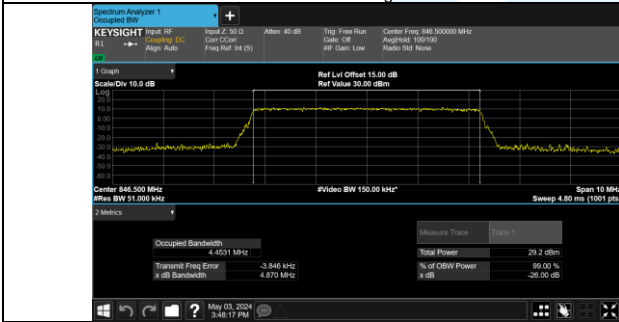 Spectrum Analyzer 1
Occupied BW
+
KEYSIGHT Input: RF Input Z: 50 Ω Atten: 40 dB Trig: Free Run Center Freq: 846.500000 MHz
RL Coupling: DC Corr CCorr Gate: Off Avg|Hold: 100/100
Align: Auto Freq Ref: Int (S) #IF Gain: Low Radio Std: None
1 Graph
Ref Lvl Offset 15.00 dB
Scale/Div 10.0 dB Ref Value 30.00 dBm
Log
20.0
10.0
0.00
-10.0
-20.0
-30.0
-40.0
-50.0
-60.0
Center 846.500 MHz #Video BW 150.00 kHz* Span 10 MHz
#Res BW 51.000 kHz Sweep 4.80 ms (1001 pts
2 Metrics
Measure Trace Trace 1
Occupied Bandwidth
4.4531 MHz Total Power 29.2 dBm
Transmit Freq Error -3.846 kHz % of OBW Power 99.00 %
x dB Bandwidth 4.870 MHz x dB -26.00 dB
? May 03, 2024
3:48:17 PM